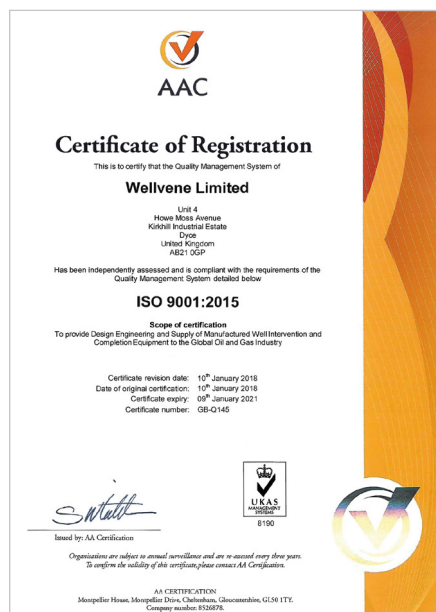 AAC
Certificate of Registration
This is to certify that the Quality Management System of
Wellvene Limited
Unit 4
Howe Moss Avenue
Kirkhill Industrial Estate
Dyce
United Kingdom
AB21 0GP
Has been independently assessed and is compliant with the requirements of the
Quality Management System detailed below
ISO 9001:2015
Scope of certification
To provide Design Engineering and Supply of Manufactured Well Intervention and
Completion Equipment to the Global Oil and Gas Industry
Certificate revision date: 10th January 2018
Date of original certification: 10th January 2018
Certificate expiry: 09th January 2021
Certificate number: GB-Q145
UKAS
MANAGEMENT
SYSTEMS
8190
Issued by: AA Certification
Organisations are subject to annual surveillance and are re-assessed every three years.
To confirm the validity of this certificate, please contact AA Certification.
AA CERTIFICATION
Montpellier House, Montpellier Drive, Cheltenham, Gloucestershire, GL50 1TY.
Company number: 8526878.